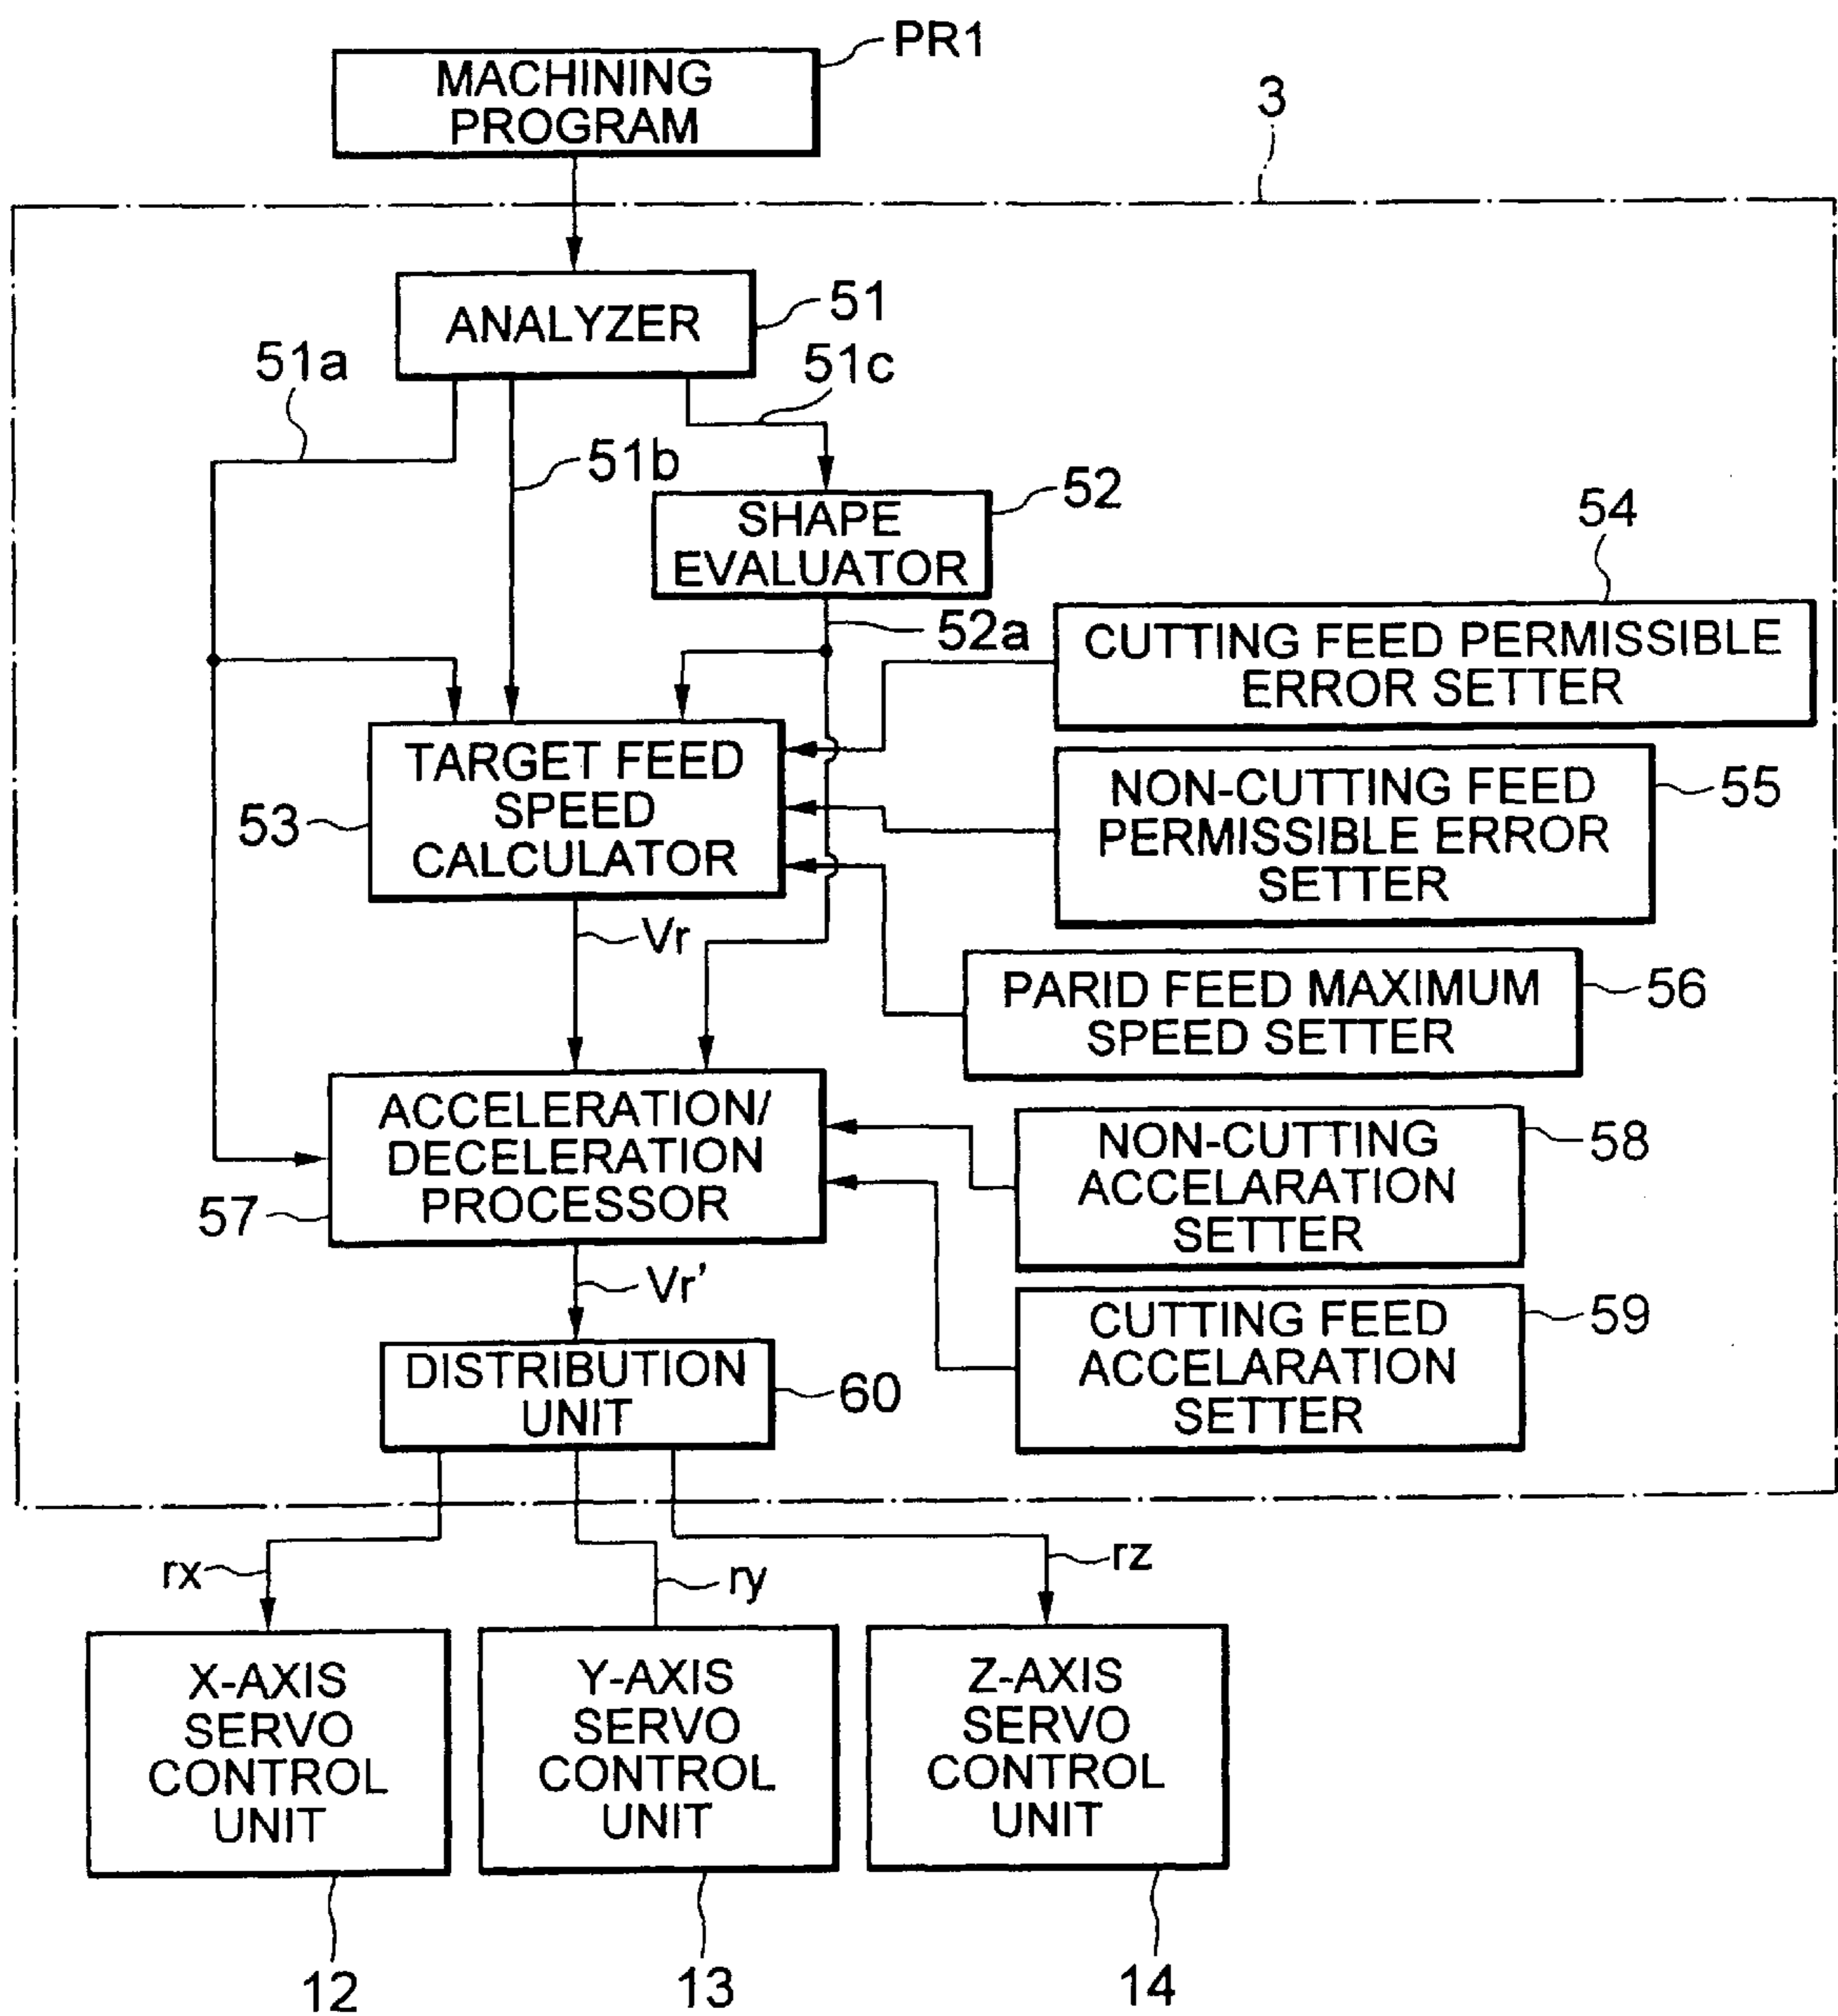 PR1
MACHINING
PROGRAM
3
ANALYZER
51
51a
51c
51b
SHAPE
EVALUATOR
52
54
52a
CUTTING FEED PERMISSIBLE
ERROR SETTER
TARGET FEED
SPEED
CALCULATOR
53
NON-CUTTING FEED
PERMISSIBLE ERROR
SETTER
55
Vr
PARID FEED MAXIMUM
SPEED SETTER
56
ACCELERATION/
DECELERATION
PROCESSOR
57
NON-CUTTING
ACCELARATION
SETTER
58
Vr'
CUTTING FEED
ACCELARATION
SETTER
59
DISTRIBUTION
UNIT
60
rx
ry
rz
X-AXIS
SERVO
CONTROL
UNIT
Y-AXIS
SERVO
CONTROL
UNIT
Z-AXIS
SERVO
CONTROL
UNIT
12
13
14